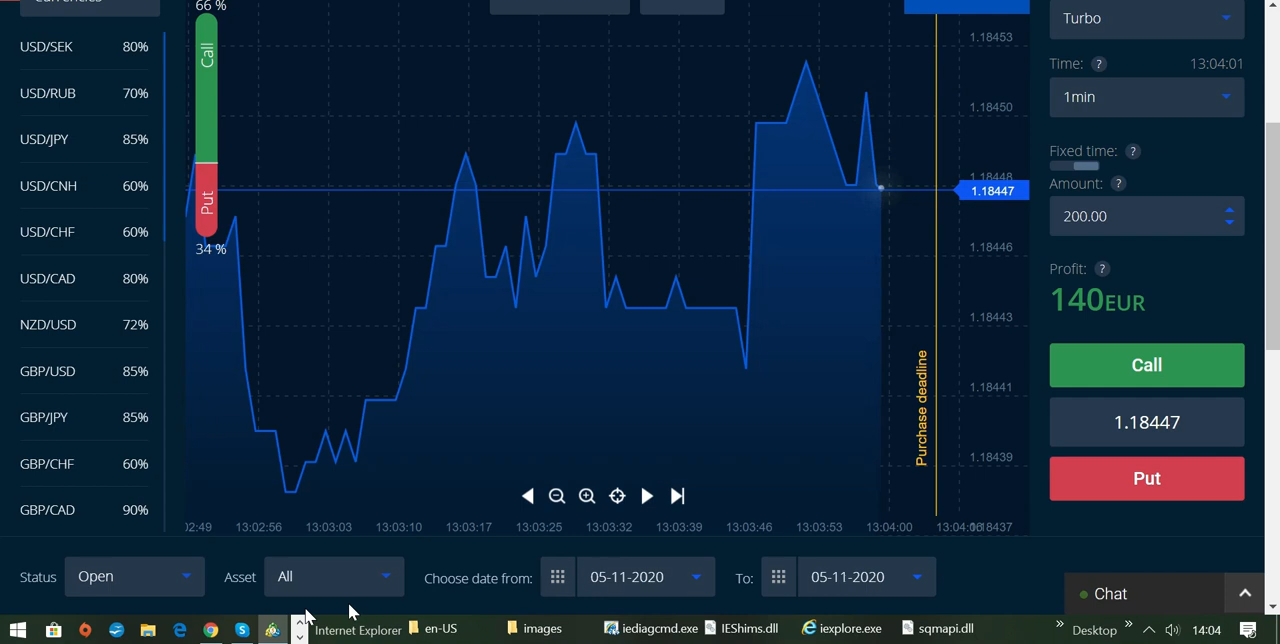 Currencies
USD/SEK 80%
USD/RUB 70%
USD/JPY 85%
USD/CNH 60%
USD/CHF 60%
USD/CAD 80%
NZD/USD 72%
GBP/USD 85%
GBP/JPY 85%
GBP/CHF 60%
GBP/CAD 90%
66 %
Call
Put
34 %
1.18453
1.18450
1.18448
1.18447
1.18446
1.18443
1.18441
1.18439
1.18437
Purchase deadline
02:49 13:02:56 13:03:03 13:03:10 13:03:17 13:03:25 13:03:32 13:03:39 13:03:46 13:03:53 13:04:00
Turbo
Time: ? 13:04:01
1min
Fixed time: ?
Amount: ?
200.00
Profit: ?
140EUR
Call
1.18447
Put
Status Open Asset All Choose date from: 05-11-2020 To: 05-11-2020
Chat
Internet Explorer en-US images iediagcmd.exe IEShims.dll iexplore.exe sqmapi.dll Desktop 14:04